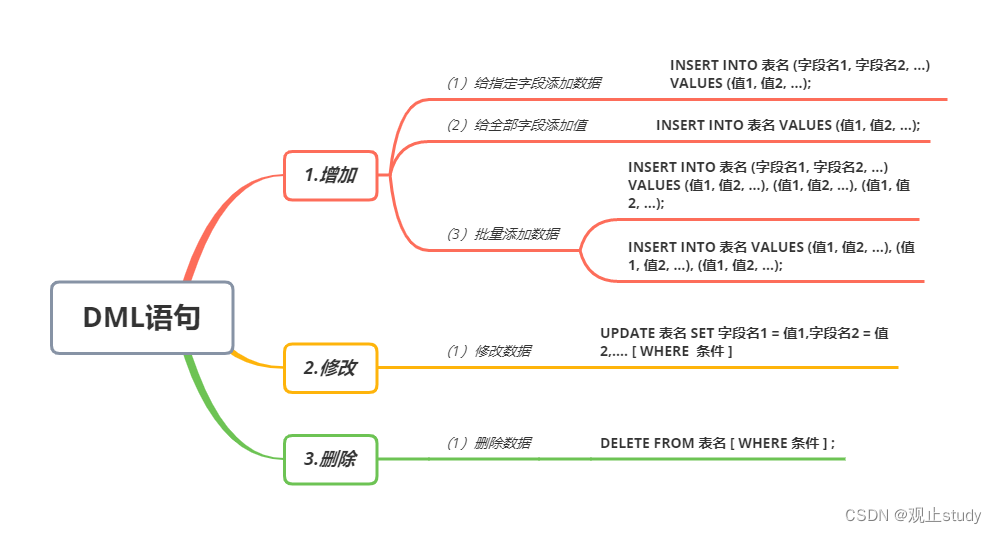 DML语句
1.增加
（1）给指定字段添加数据
INSERT INTO 表名 (字段名1, 字段名2, ...)
VALUES (值1, 值2, ...);
（2）给全部字段添加值
INSERT INTO 表名 VALUES (值1, 值2, ...);
（3）批量添加数据
INSERT INTO 表名 (字段名1, 字段名2, ...)
VALUES (值1, 值2, ...), (值1, 值2, ...), (值1, 值
2, ...);
INSERT INTO 表名 VALUES (值1, 值2, ...), (值
1, 值2, ...), (值1, 值2, ...);
2.修改
（1）修改数据
UPDATE 表名 SET 字段名1 = 值1,字段名2 = 值
2,.... [ WHERE 条件 ]
3.删除
（1）删除数据
DELETE FROM 表名 [ WHERE 条件 ] ;
CSDN @观止study